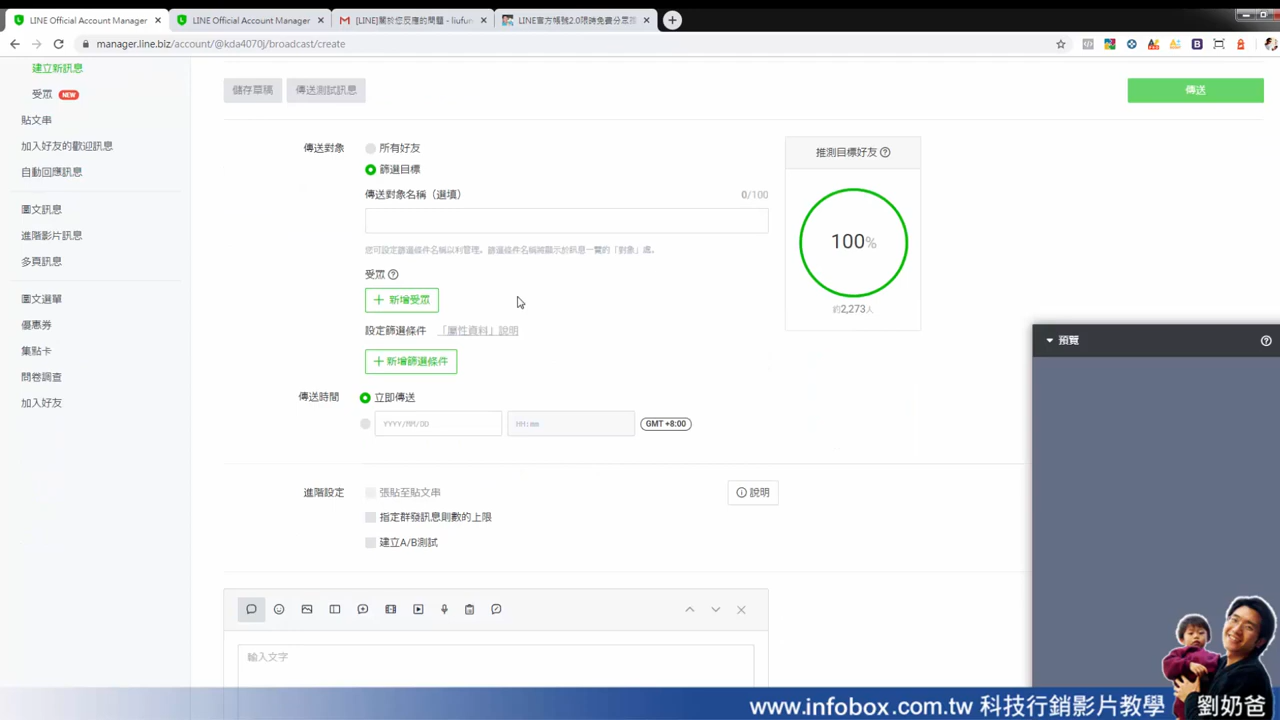 LINE Official Account Manager
LINE Official Account Manager
[LINE]關於您反應的問題 - liufun
LINE官方帳號2.0限時免費分眾
manager.line.biz/account/@kda4070j/broadcast/create
建立新訊息
受眾 NEW
貼文串
加入好友的歡迎訊息
自動回應訊息
圖文訊息
進階影片訊息
多頁訊息
圖文選單
優惠券
集點卡
問卷調查
加入好友
儲存草稿
傳送測試訊息
傳送
傳送對象
所有好友
篩選目標
傳送對象名稱（選填）
0/100
您可設定篩選條件名稱以利管理。篩選條件名稱將顯示於訊息一覽的「對象」處。
受眾
+ 新增受眾
設定篩選條件 「屬性資料」說明
+ 新增篩選條件
傳送時間
立即傳送
YYYY/MM/DD
HH:mm
GMT +8:00
推測目標好友
100%
約2,273人
進階設定
張貼至貼文串
說明
指定群發訊息則數的上限
建立A/B測試
輸入文字
預覽
www.infobox.com.tw 科技行銷影片教學
劉奶爸